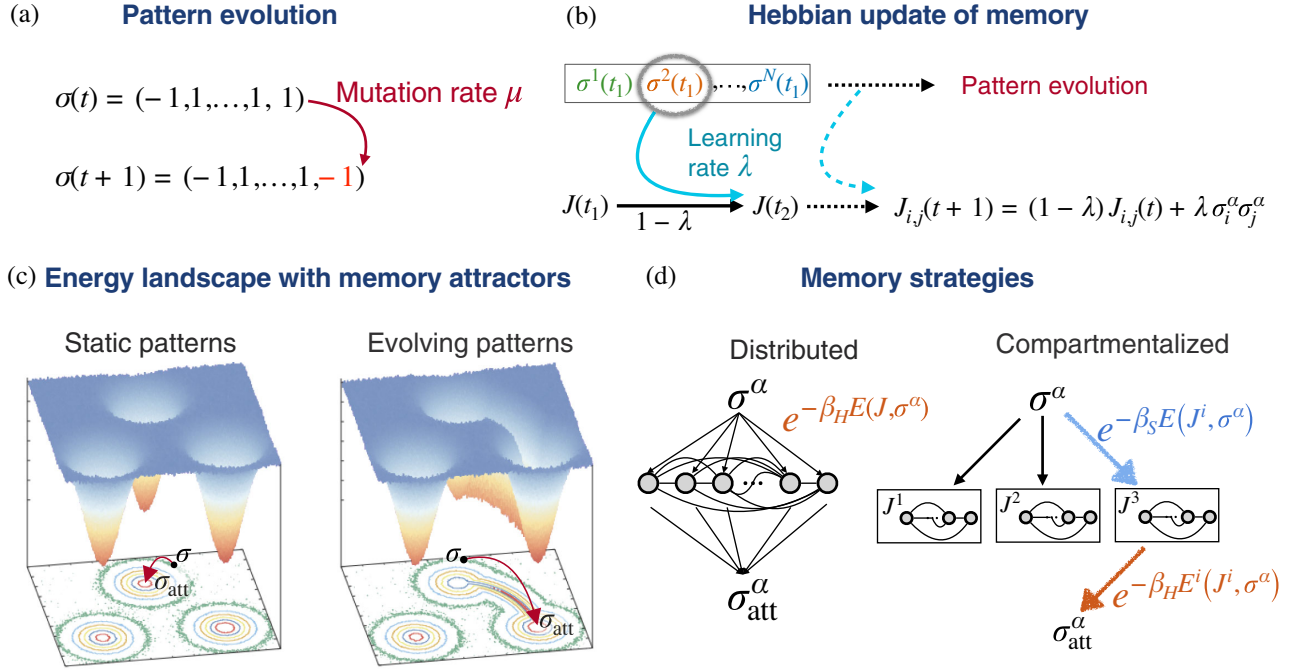 (a) Pattern evolution
σ(t) = (− 1,1,…,1, 1)
Mutation rate μ
σ(t + 1) = (− 1,1,…,1,− 1)
(b) Hebbian update of memory
σ¹(t₁) σ²(t₁) ,…,σᴺ(t₁)
Pattern evolution
Learning
rate λ
J(t₁) 1 − λ J(t₂) J_{i,j}(t + 1) = (1 − λ) J_{i,j}(t) + λ σ_i^α σ_j^α
(c) Energy landscape with memory attractors
Static patterns
Evolving patterns
σ
σ_att
σ
σ_att
(d) Memory strategies
Distributed
σ^α
e^{−β_H E(J,σ^α)}
…
σ_att^α
Compartmentalized
σ^α
e^{−β_S E(J^i, σ^α)}
J¹ J² J³
e^{−β_H E^i(J^i, σ^α)}
σ_att^α